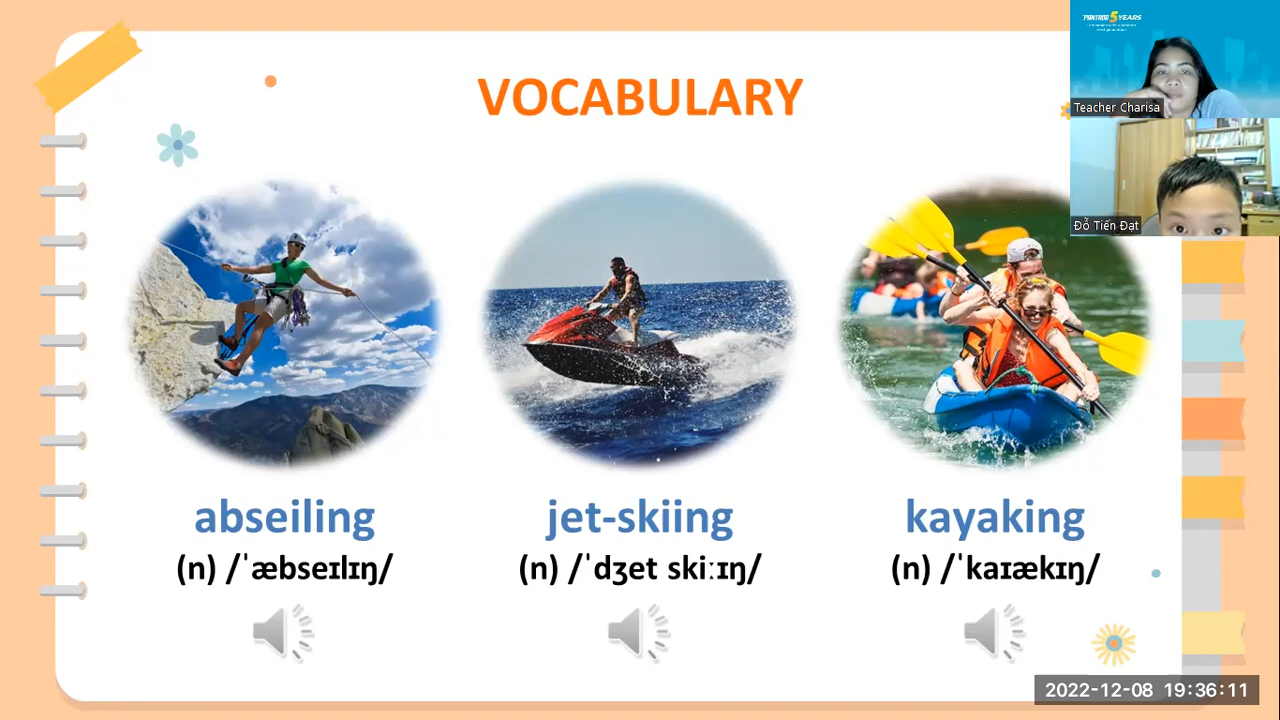 VOCABULARY
5 YEARS
Teacher Charisa
Đỗ Tiến Đạt
abseiling
(n) /ˈæbseɪlɪŋ/
jet-skiing
(n) /ˈdʒet skiːɪŋ/
kayaking
(n) /ˈkaɪækɪŋ/
2022-12-08 19:36:11